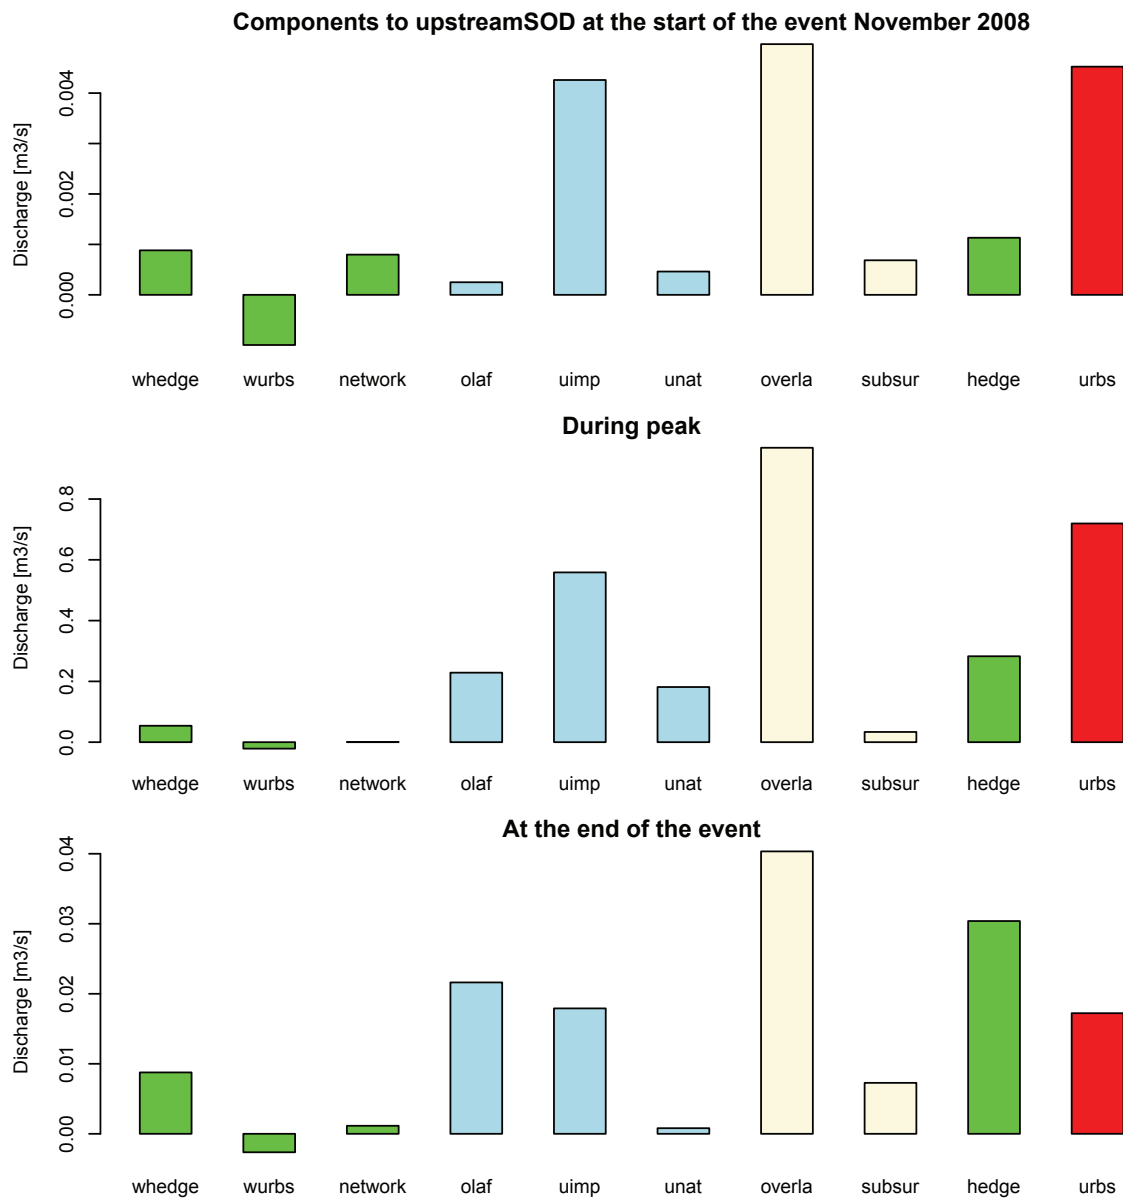 Components to upstreamSOD at the start of the event November 2008
Discharge [m3/s]
0.004
0.002
0.000
whedge wurbs network olaf uimp unat overla subsur hedge urbs
During peak
Discharge [m3/s]
0.8
0.6
0.4
0.2
0.0
whedge wurbs network olaf uimp unat overla subsur hedge urbs
At the end of the event
Discharge [m3/s]
0.04
0.03
0.02
0.01
0.00
whedge wurbs network olaf uimp unat overla subsur hedge urbs